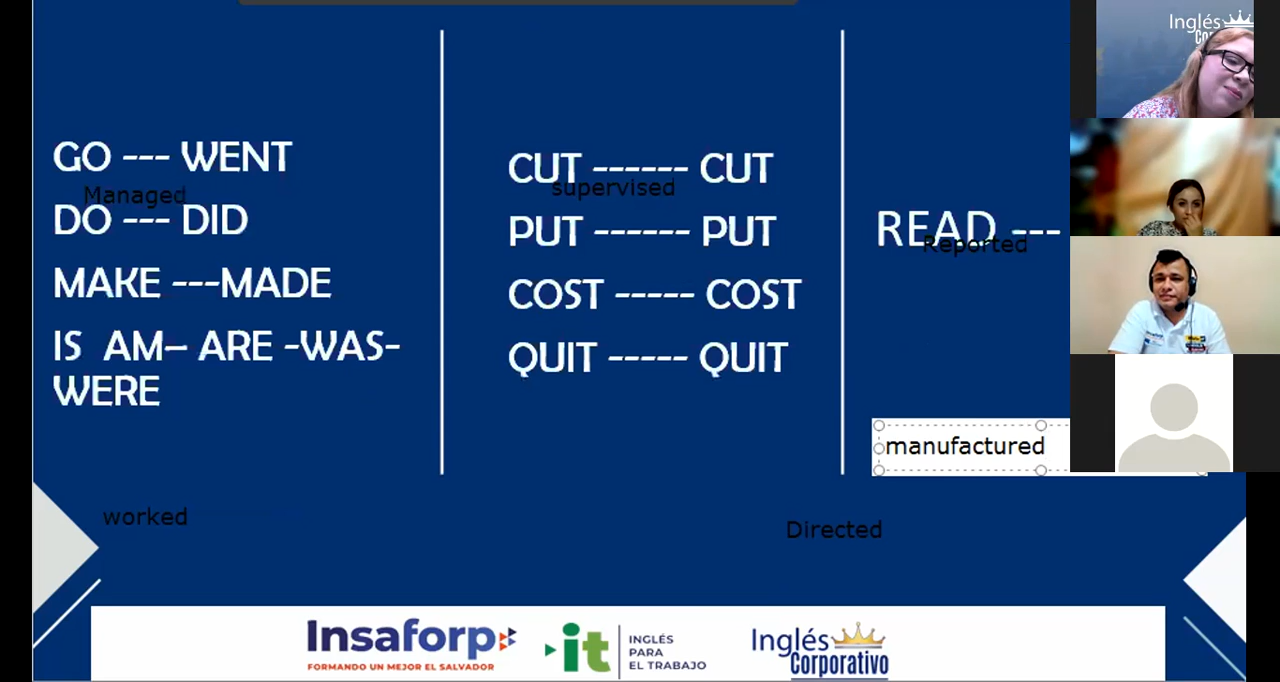 GO --- WENT
Managed
DO --- DID
MAKE ---MADE
IS AM– ARE -WAS-
WERE
CUT ------ CUT
supervised
PUT ------ PUT
COST ----- COST
QUIT ----- QUIT
READ ---
Reported
manufactured
worked
Directed
Insaforp
FORMANDO UN MEJOR EL SALVADOR
it
INGLÉS
PARA
EL TRABAJO
Inglés
Corporativo
Inglés